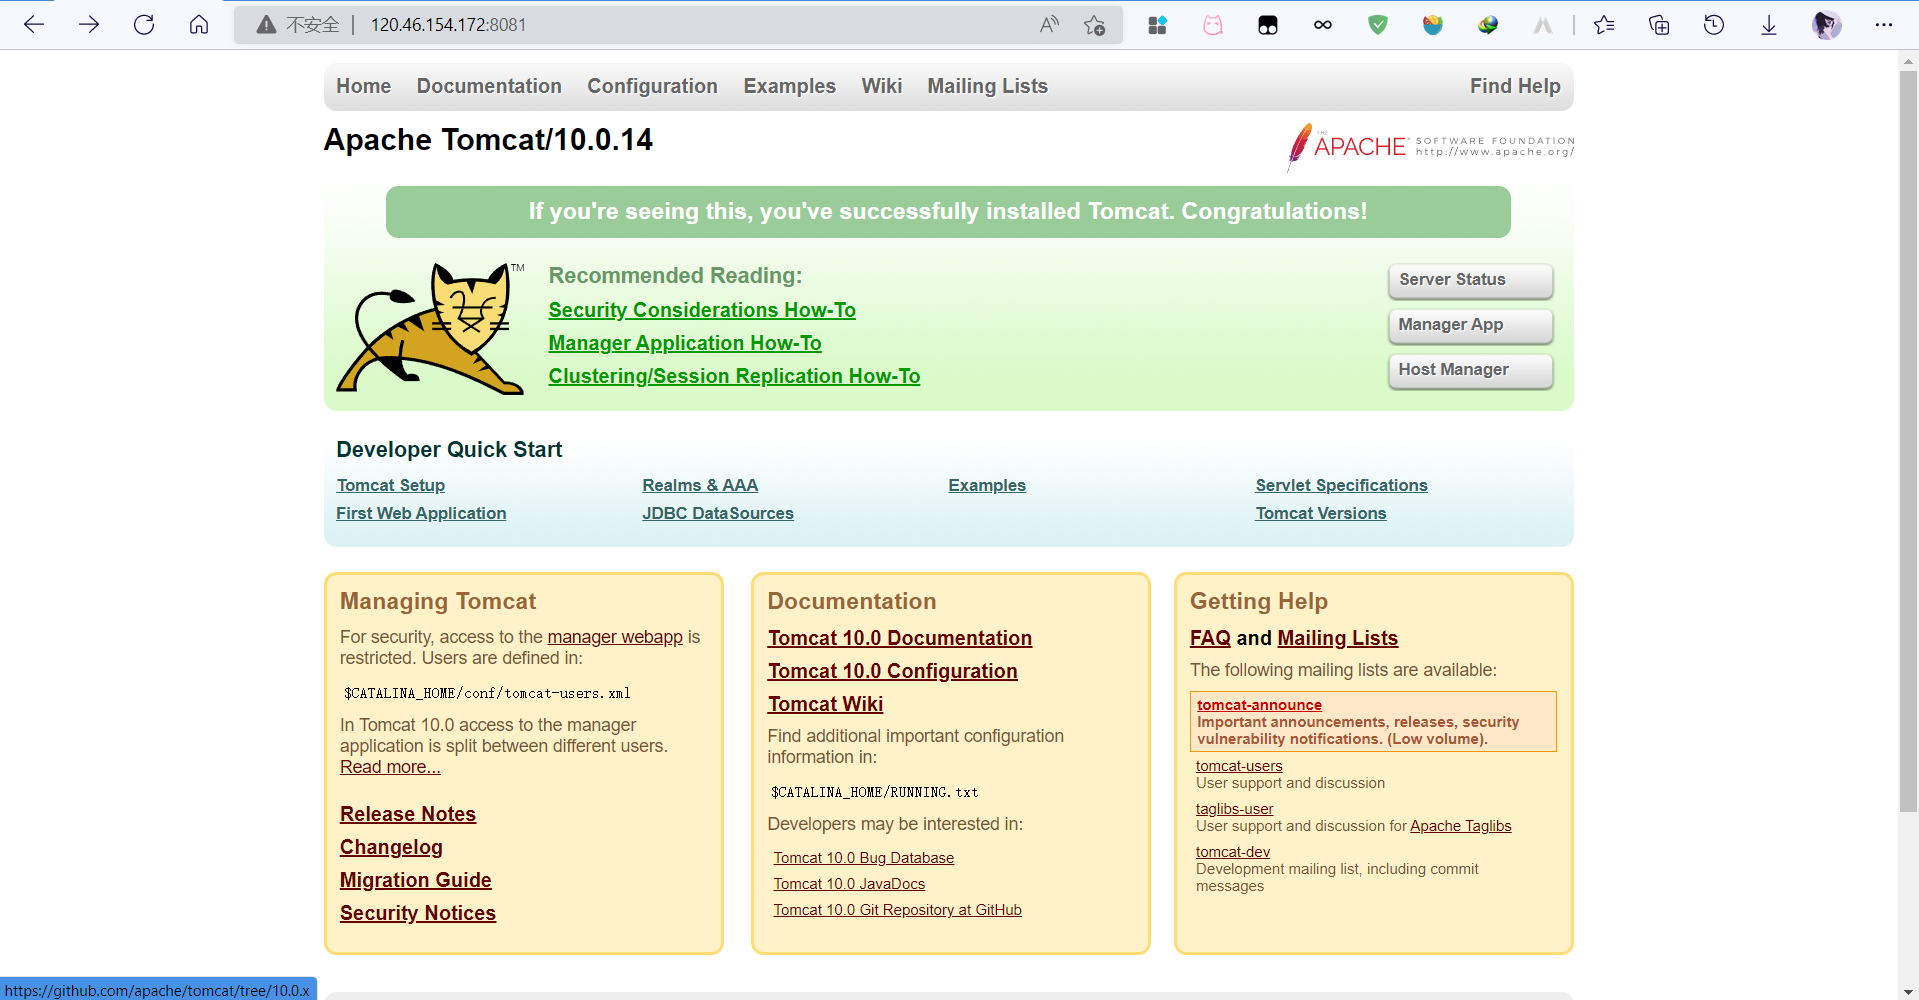 不安全 | 120.46.154.172:8081
Home Documentation Configuration Examples Wiki Mailing Lists Find Help
Apache Tomcat/10.0.14
THE APACHE® SOFTWARE FOUNDATION
http://www.apache.org/
If you're seeing this, you've successfully installed Tomcat. Congratulations!
TM
Recommended Reading:
Security Considerations How-To
Manager Application How-To
Clustering/Session Replication How-To
Server Status
Manager App
Host Manager
Developer Quick Start
Tomcat Setup
First Web Application
Realms & AAA
JDBC DataSources
Examples
Servlet Specifications
Tomcat Versions
Managing Tomcat
For security, access to the manager webapp is
restricted. Users are defined in:
$CATALINA_HOME/conf/tomcat-users.xml
In Tomcat 10.0 access to the manager
application is split between different users.
Read more...
Release Notes
Changelog
Migration Guide
Security Notices
Documentation
Tomcat 10.0 Documentation
Tomcat 10.0 Configuration
Tomcat Wiki
Find additional important configuration
information in:
$CATALINA_HOME/RUNNING.txt
Developers may be interested in:
Tomcat 10.0 Bug Database
Tomcat 10.0 JavaDocs
Tomcat 10.0 Git Repository at GitHub
Getting Help
FAQ and Mailing Lists
The following mailing lists are available:
tomcat-announce
Important announcements, releases, security
vulnerability notifications. (Low volume).
tomcat-users
User support and discussion
taglibs-user
User support and discussion for Apache Taglibs
tomcat-dev
Development mailing list, including commit
messages
https://github.com/apache/tomcat/tree/10.0.x